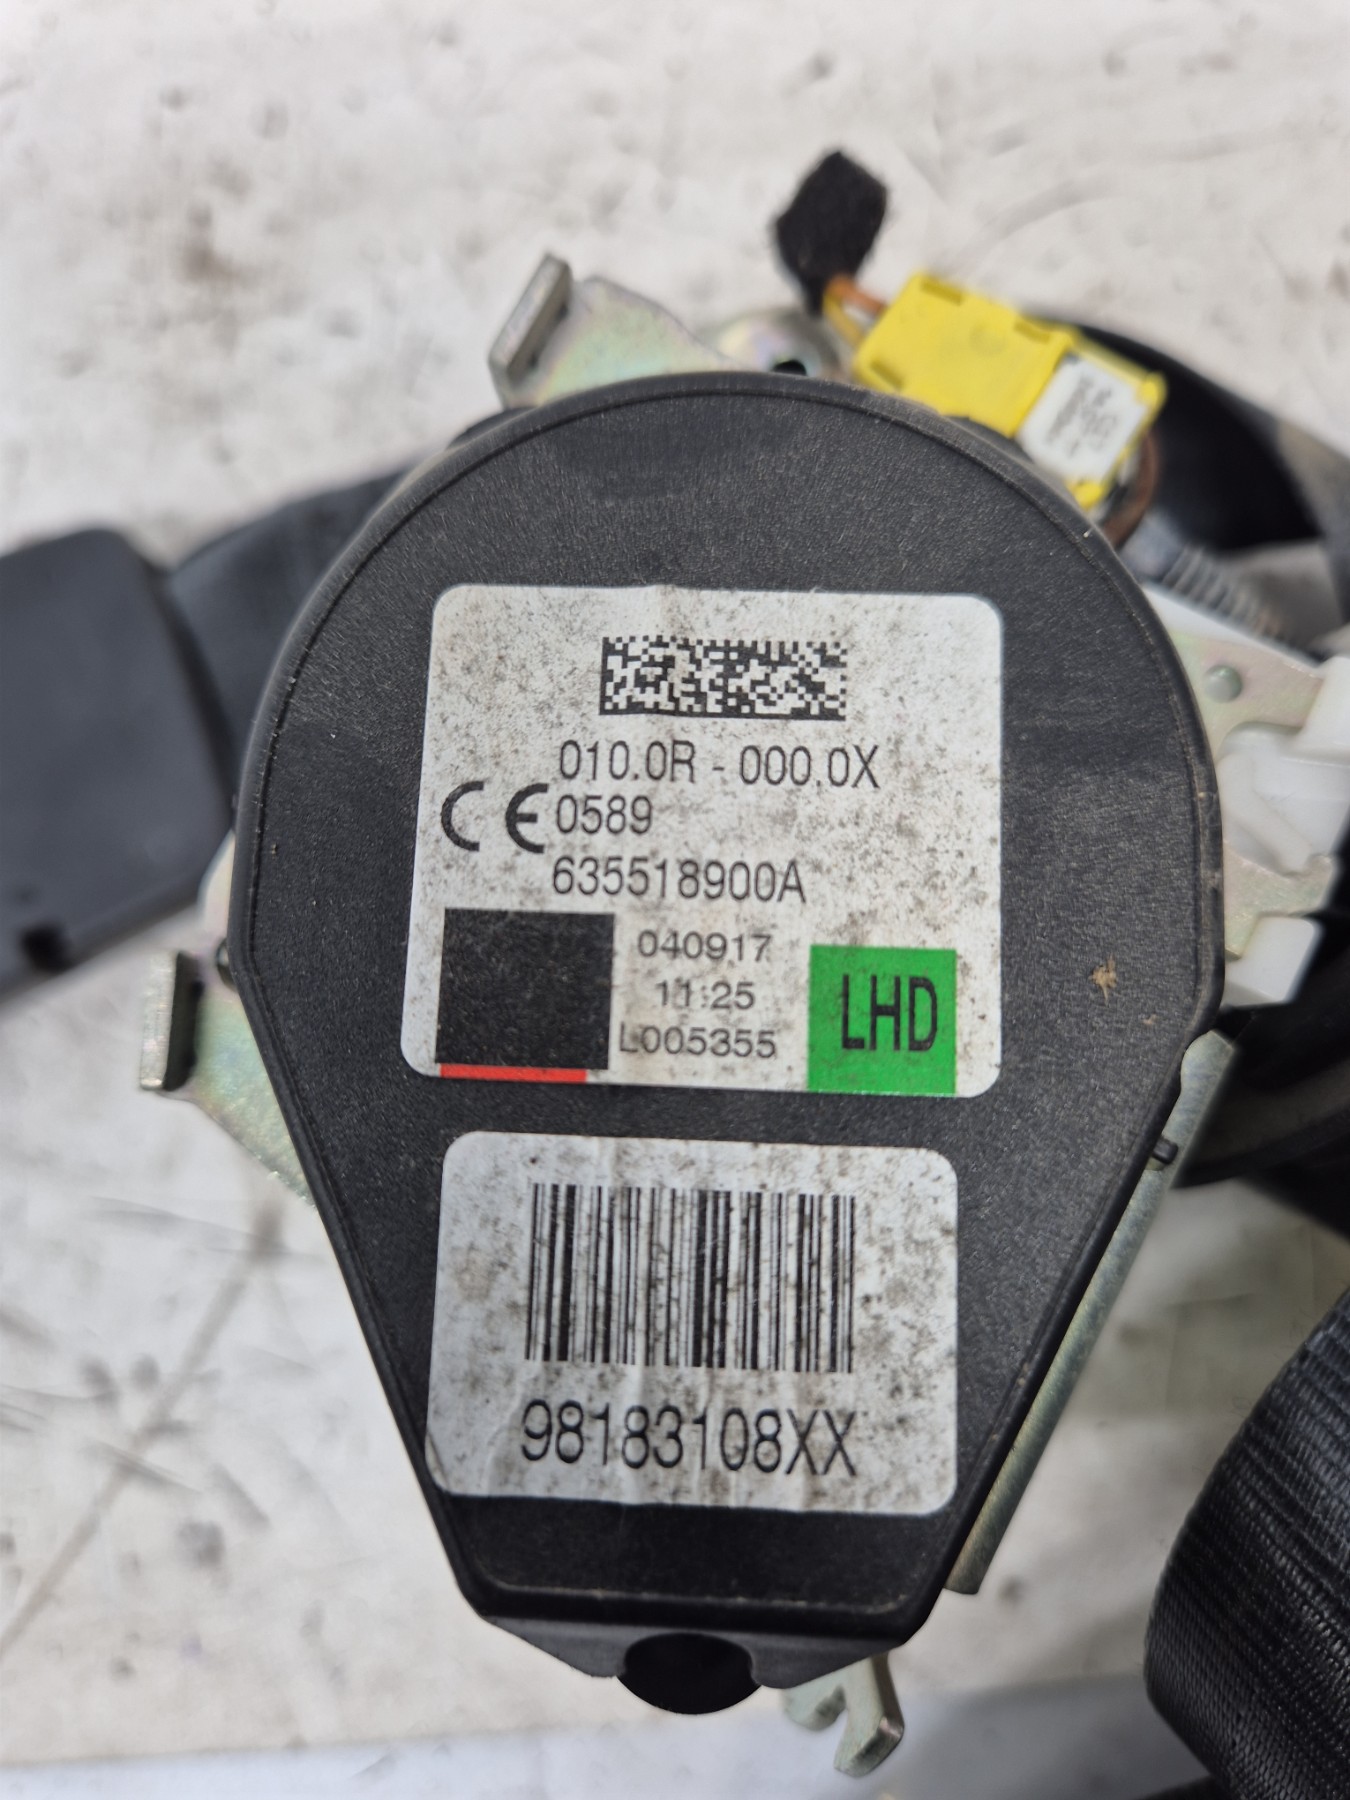 010.0R - 000.0X
CE 0589
635518900A
040917
11:25
L005355
LHD
98183108XX